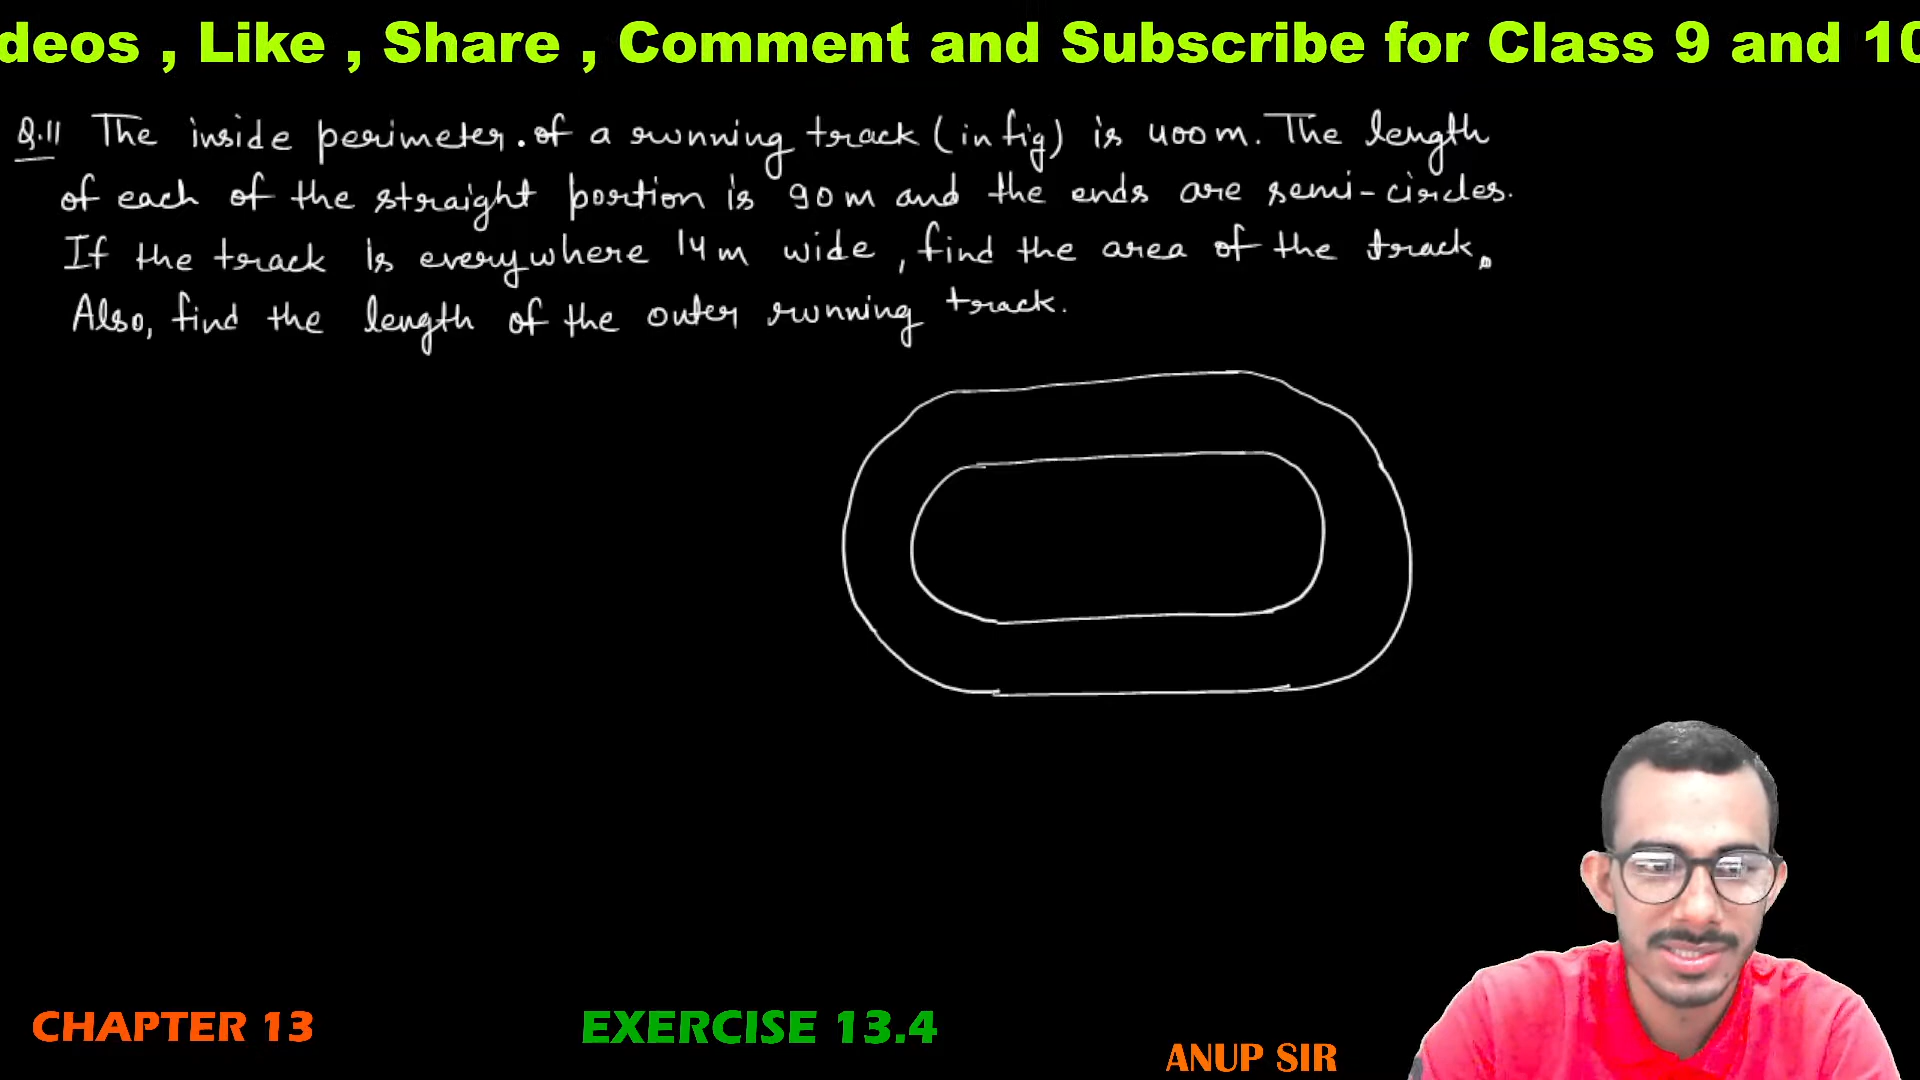 deos , Like , Share , Comment and Subscribe for Class 9 and 10
Q.11 The inside perimeter. of a running track (in fig) is 400 m. The length
of each of the straight portion is 90 m and the ends are semi-circles.
If the track is everywhere 14 m wide, find the area of the track.
Also, find the length of the outer running track.
CHAPTER 13
EXERCISE 13.4
ANUP SIR